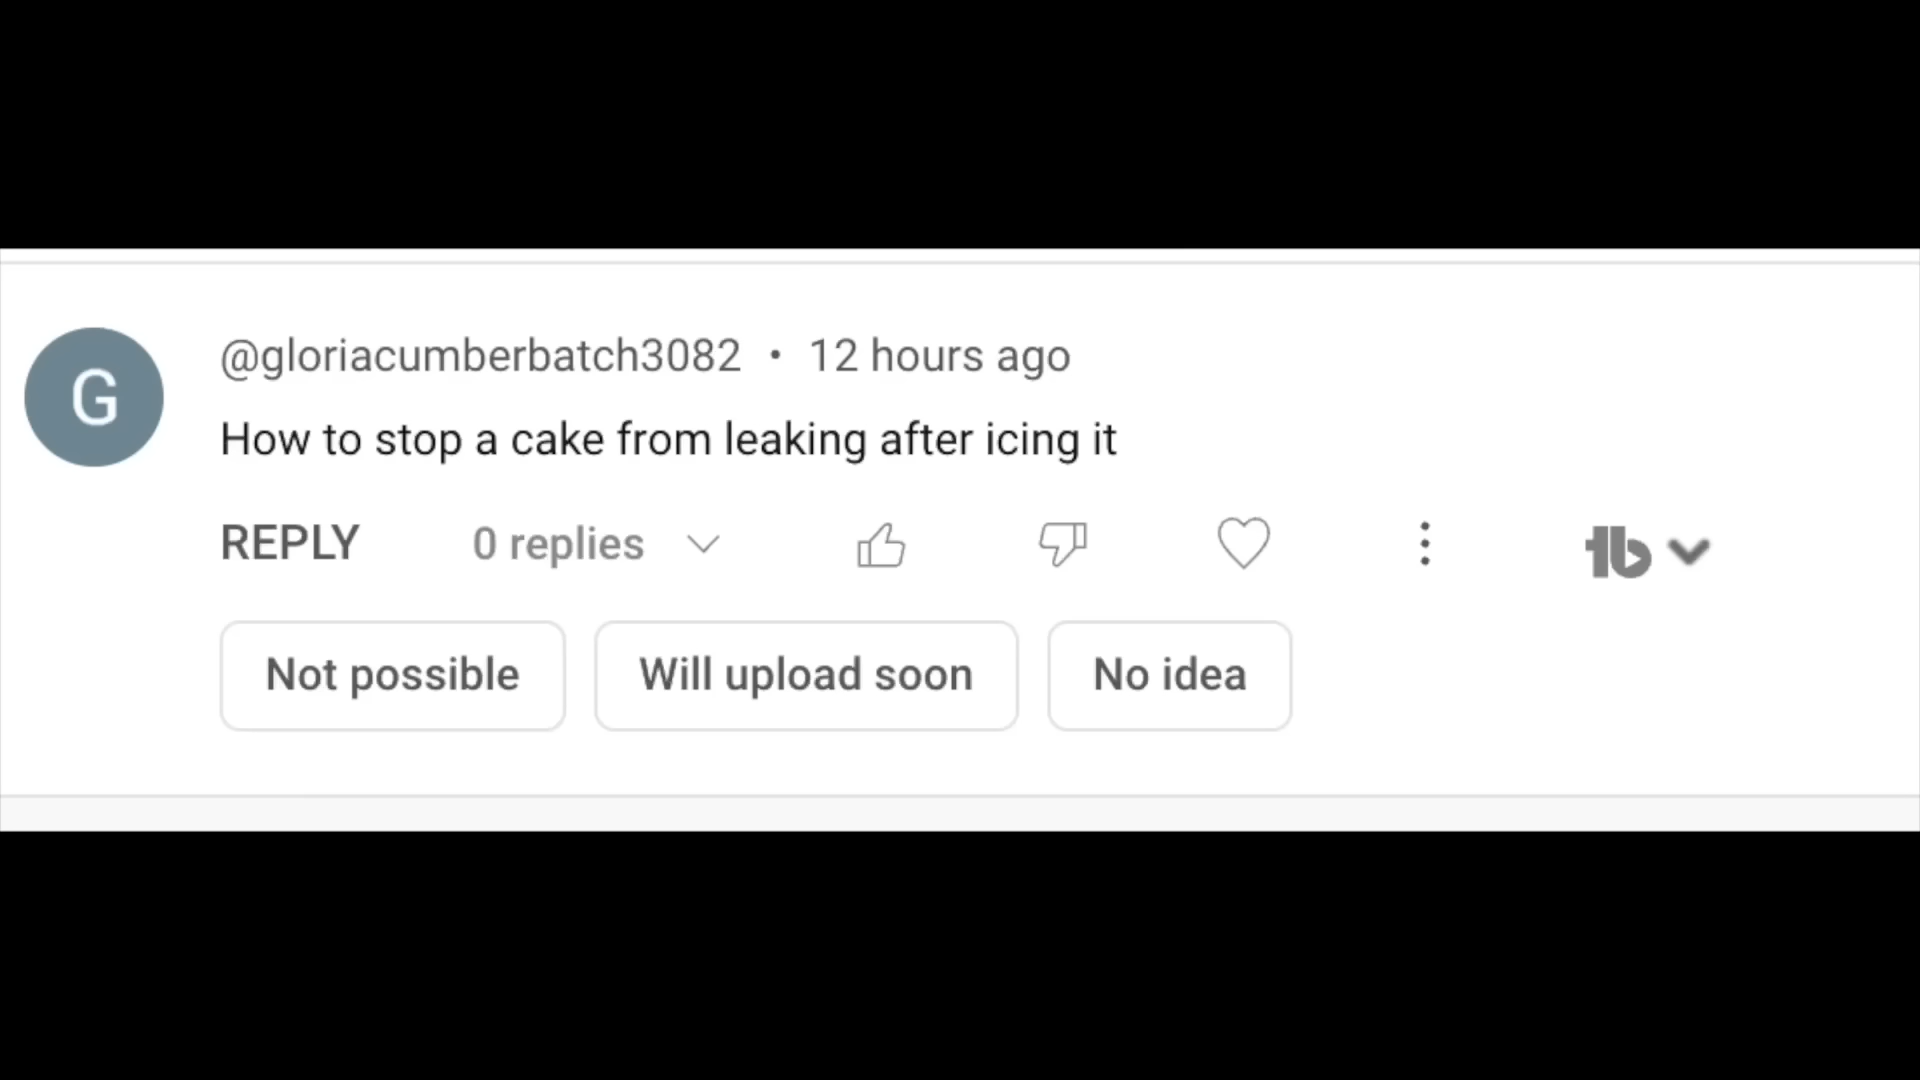 G
@gloriacumberbatch3082 • 12 hours ago
How to stop a cake from leaking after icing it
REPLY 0 replies
tb
Not possible Will upload soon No idea